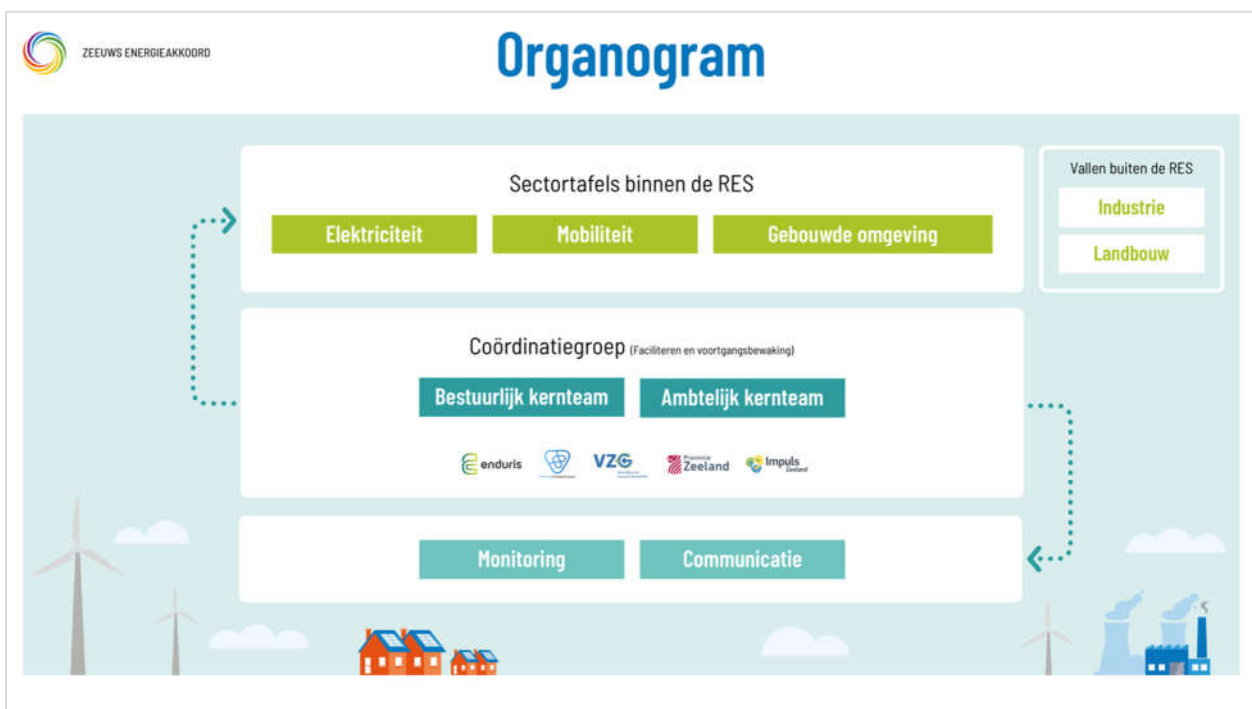 ZEEUWS ENERGIEAKKOORD
Organogram
Sectortafels binnen de RES
Elektriciteit
Mobiliteit
Gebouwde omgeving
Vallen buiten de RES
Industrie
Landbouw
Coördinatiegroep (Faciliteren en voortgangsbewaking)
Bestuurlijk kernteam
Ambtelijk kernteam
enduris
VZG
Provincie
Zeeland
Impuls
Zeeland
Monitoring
Communicatie